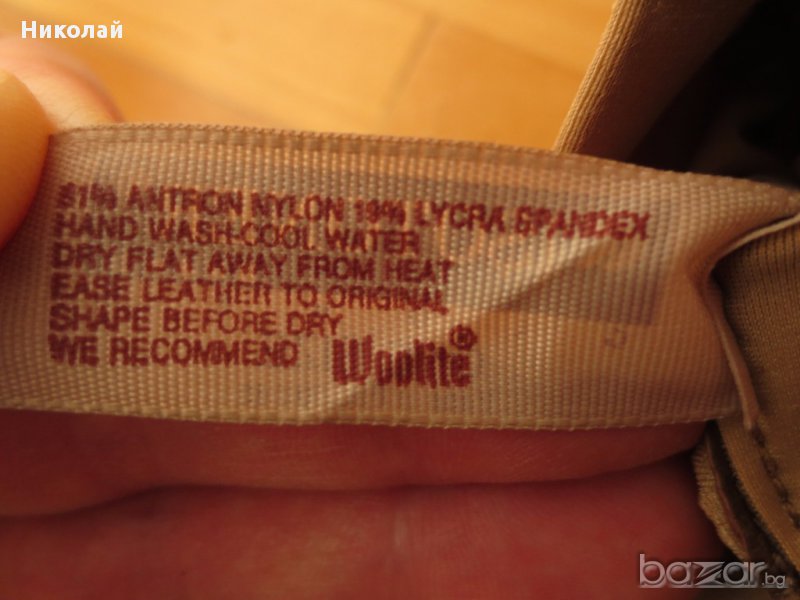 Николай
81% ANTRON NYLON 19% LYCRA SPANDEX
HAND WASH-COOL WATER
DRY FLAT AWAY FROM HEAT
EASE LEATHER TO ORIGINAL
SHAPE BEFORE DRY
WE RECOMMEND Woolite®
bazar.bg